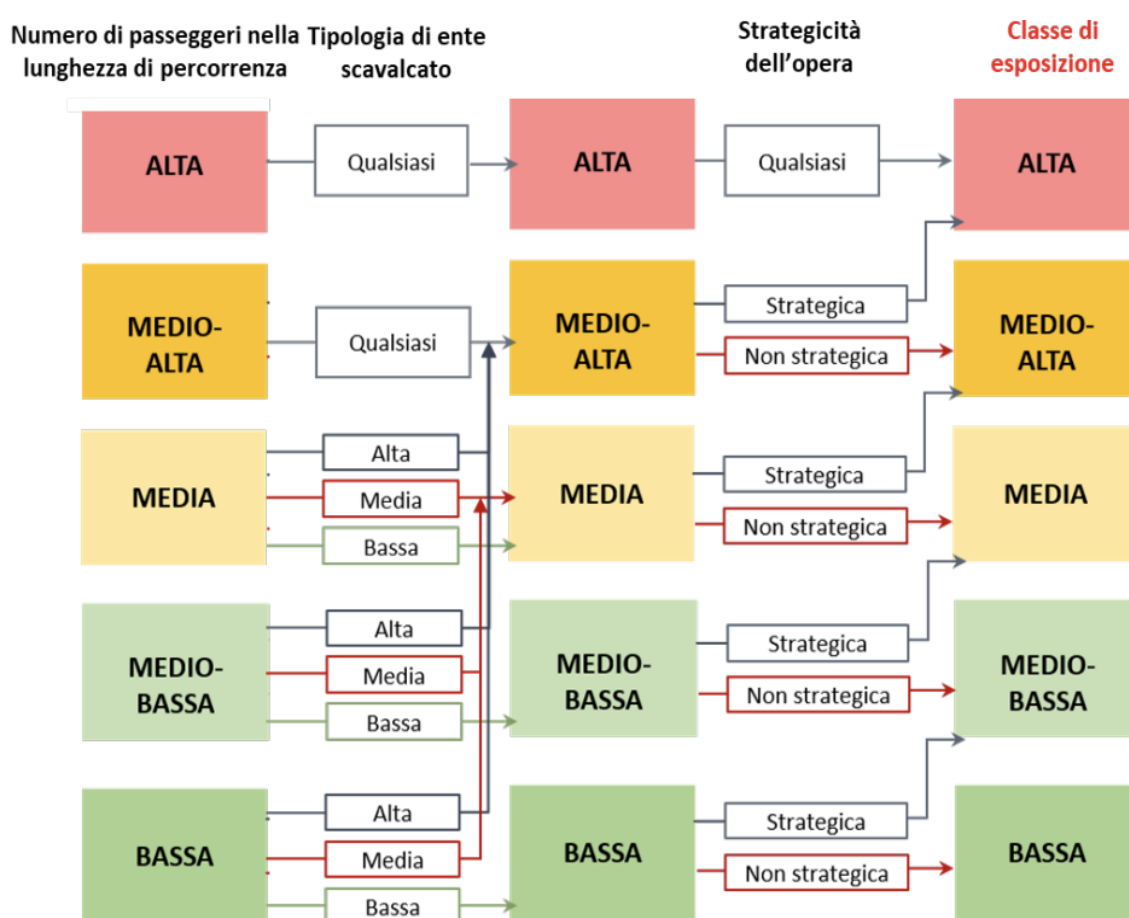 Numero di passeggeri nella
lunghezza di percorrenza
Tipologia di ente
scavalcato
Strategicità
dell'opera
Classe di
esposizione
ALTA
Qualsiasi
ALTA
Qualsiasi
ALTA
MEDIO-
ALTA
Qualsiasi
MEDIO-
ALTA
Strategica
Non strategica
MEDIO-
ALTA
MEDIA
Alta
Media
Bassa
MEDIA
Strategica
Non strategica
MEDIA
MEDIO-
BASSA
Alta
Media
Bassa
MEDIO-
BASSA
Strategica
Non strategica
MEDIO-
BASSA
BASSA
Alta
Media
Bassa
BASSA
Strategica
Non strategica
BASSA